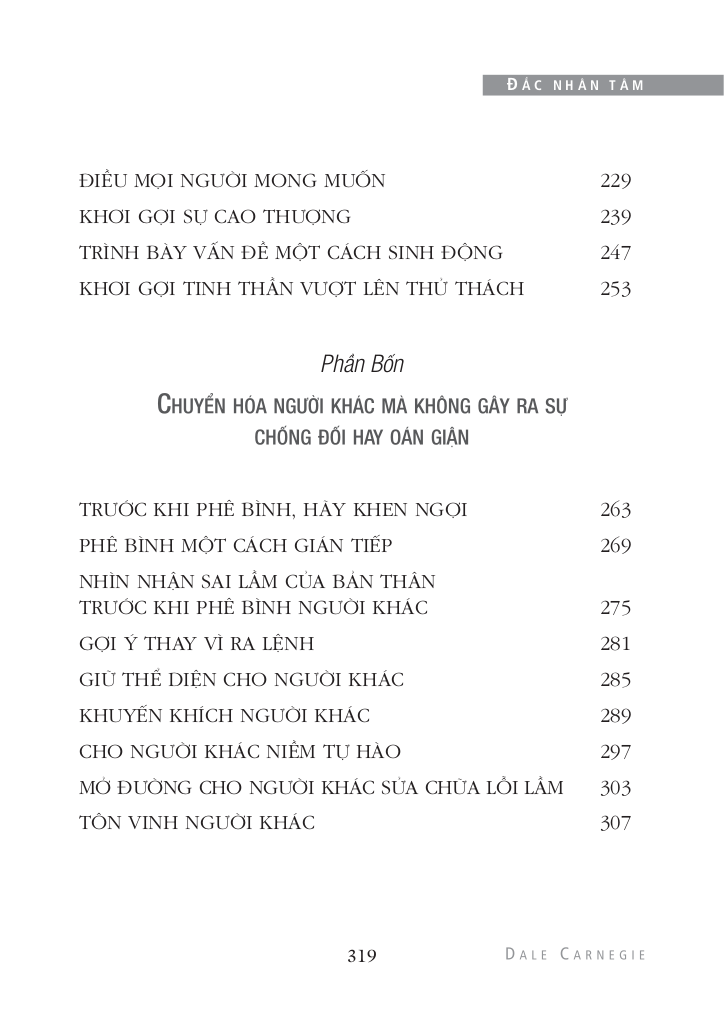 ĐẮC NHÂN TÂM
ĐIỀU MỌI NGƯỜI MONG MUỐN 229
KHƠI GỢI SỰ CAO THƯỢNG 239
TRÌNH BÀY VẤN ĐỀ MỘT CÁCH SINH ĐỘNG 247
KHƠI GỢI TINH THẦN VƯỢT LÊN THỬ THÁCH 253
Phần Bốn
CHUYỂN HÓA NGƯỜI KHÁC MÀ KHÔNG GÂY RA SỰ
CHỐNG ĐỐI HAY OÁN GIẬN
TRƯỚC KHI PHÊ BÌNH, HÃY KHEN NGỢI 263
PHÊ BÌNH MỘT CÁCH GIÁN TIẾP 269
NHÌN NHẬN SAI LẦM CỦA BẢN THÂN
TRƯỚC KHI PHÊ BÌNH NGƯỜI KHÁC 275
GỢI Ý THAY VÌ RA LỆNH 281
GIỮ THỂ DIỆN CHO NGƯỜI KHÁC 285
KHUYẾN KHÍCH NGƯỜI KHÁC 289
CHO NGƯỜI KHÁC NIỀM TỰ HÀO 297
MỞ ĐƯỜNG CHO NGƯỜI KHÁC SỬA CHỮA LỖI LẦM 303
TÔN VINH NGƯỜI KHÁC 307
319 DALE CARNEGIE